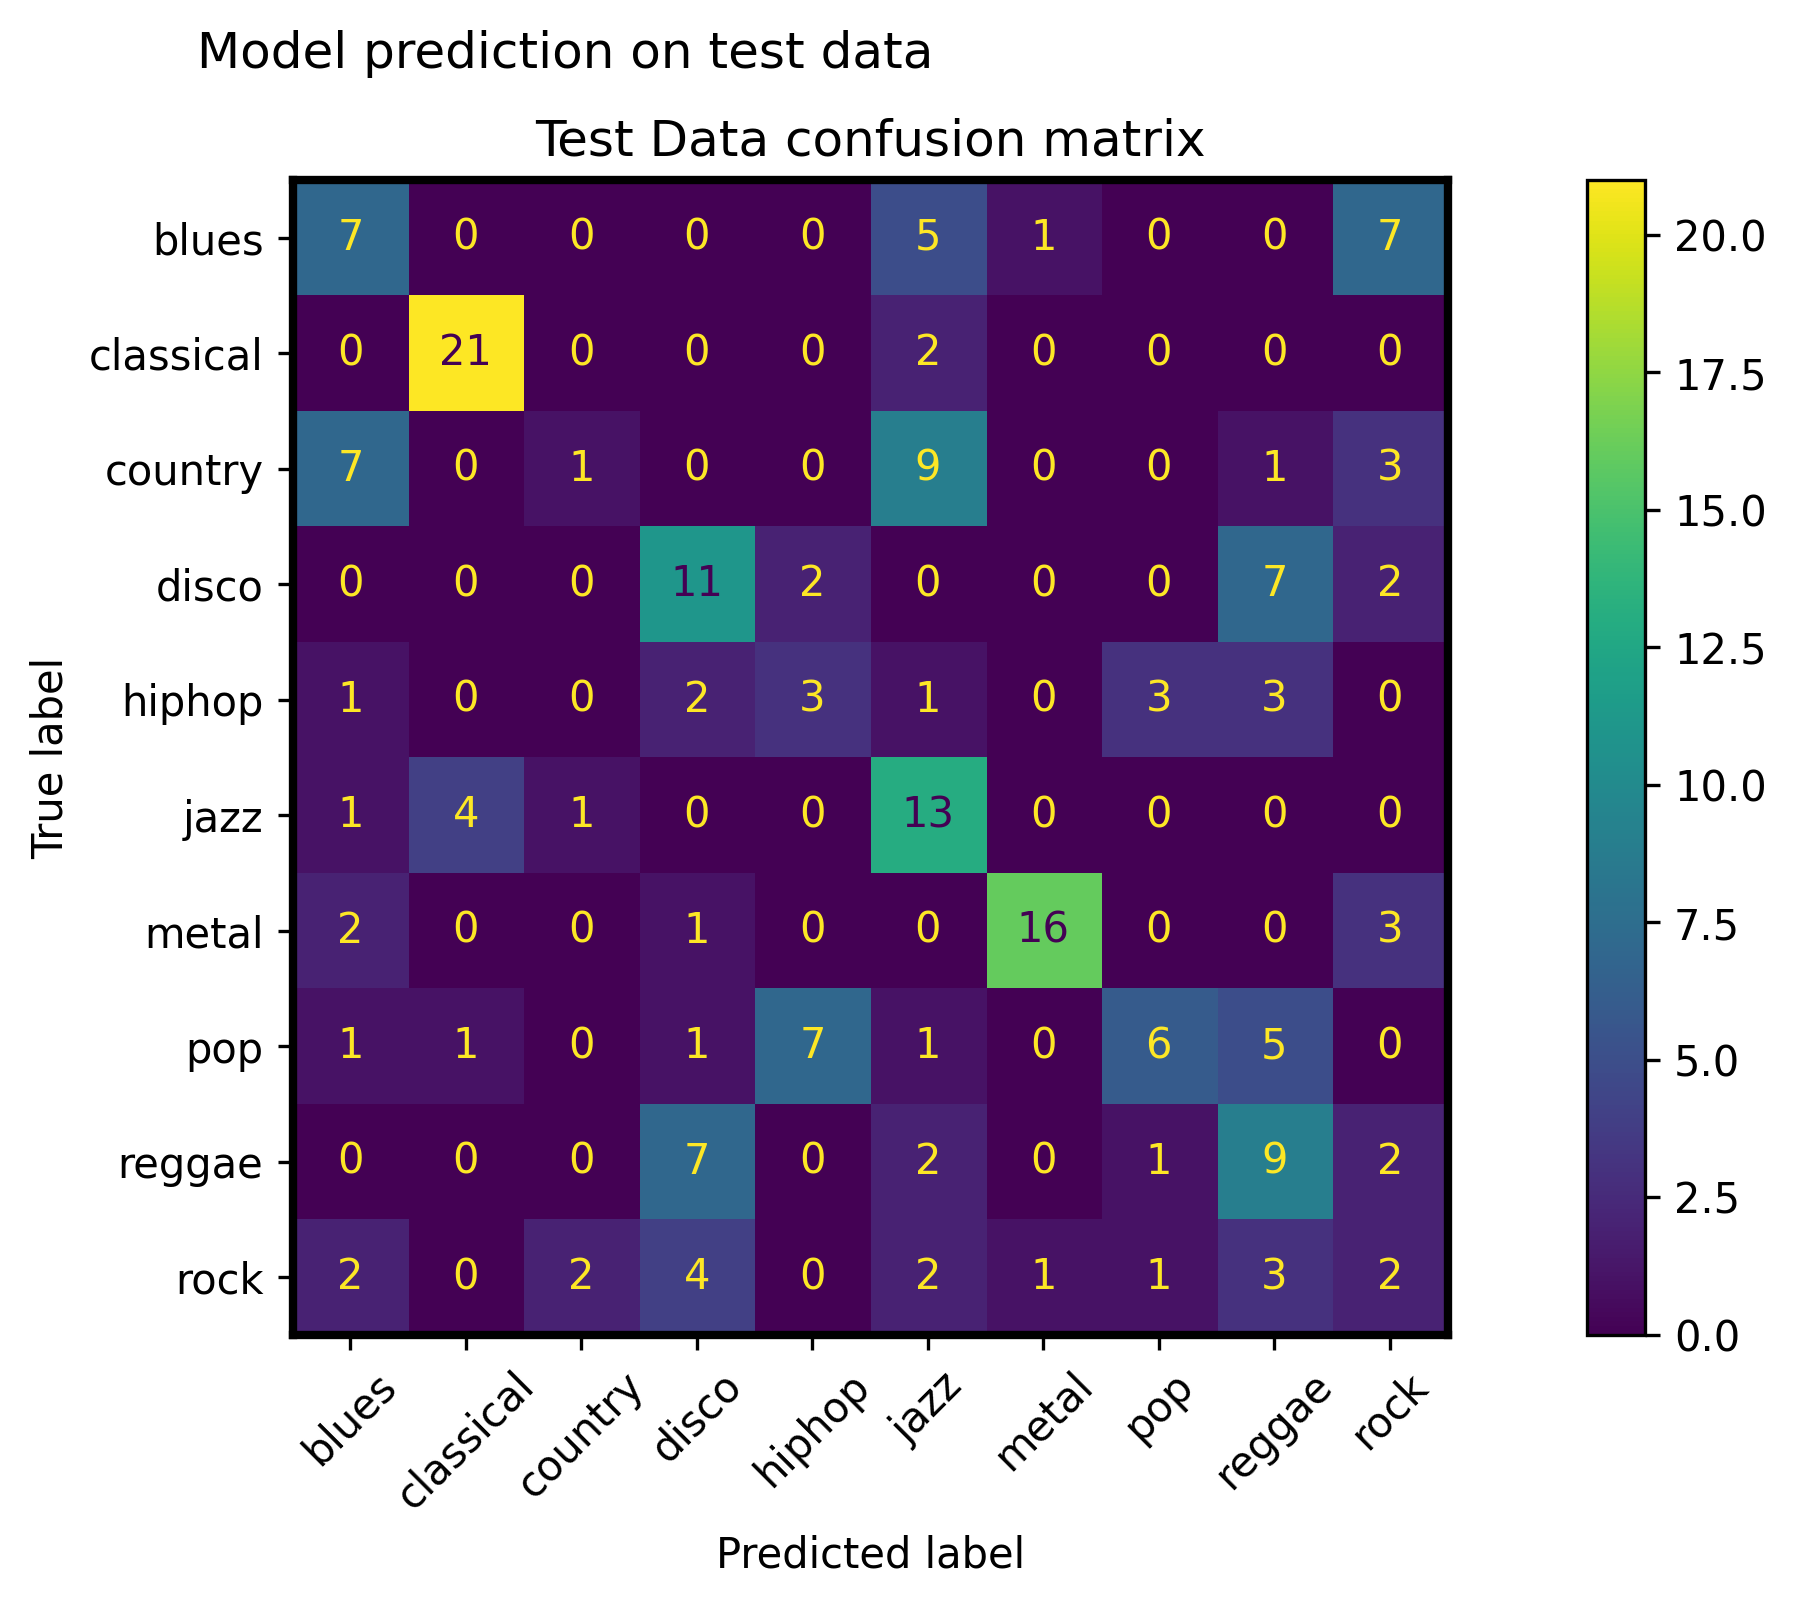 Model prediction on test data
Test Data confusion matrix
blues 7 0 0 0 0 5 1 0 0 7
classical 0 21 0 0 0 2 0 0 0 0
country 7 0 1 0 0 9 0 0 1 3
disco 0 0 0 11 2 0 0 0 7 2
hiphop 1 0 0 2 3 1 0 3 3 0
jazz 1 4 1 0 0 13 0 0 0 0
metal 2 0 0 1 0 0 16 0 0 3
pop 1 1 0 1 7 1 0 6 5 0
reggae 0 0 0 7 0 2 0 1 9 2
rock 2 0 2 4 0 2 1 1 3 2
True label
blues classical country disco hiphop jazz metal pop reggae rock
Predicted label
20.0
17.5
15.0
12.5
10.0
7.5
5.0
2.5
0.0